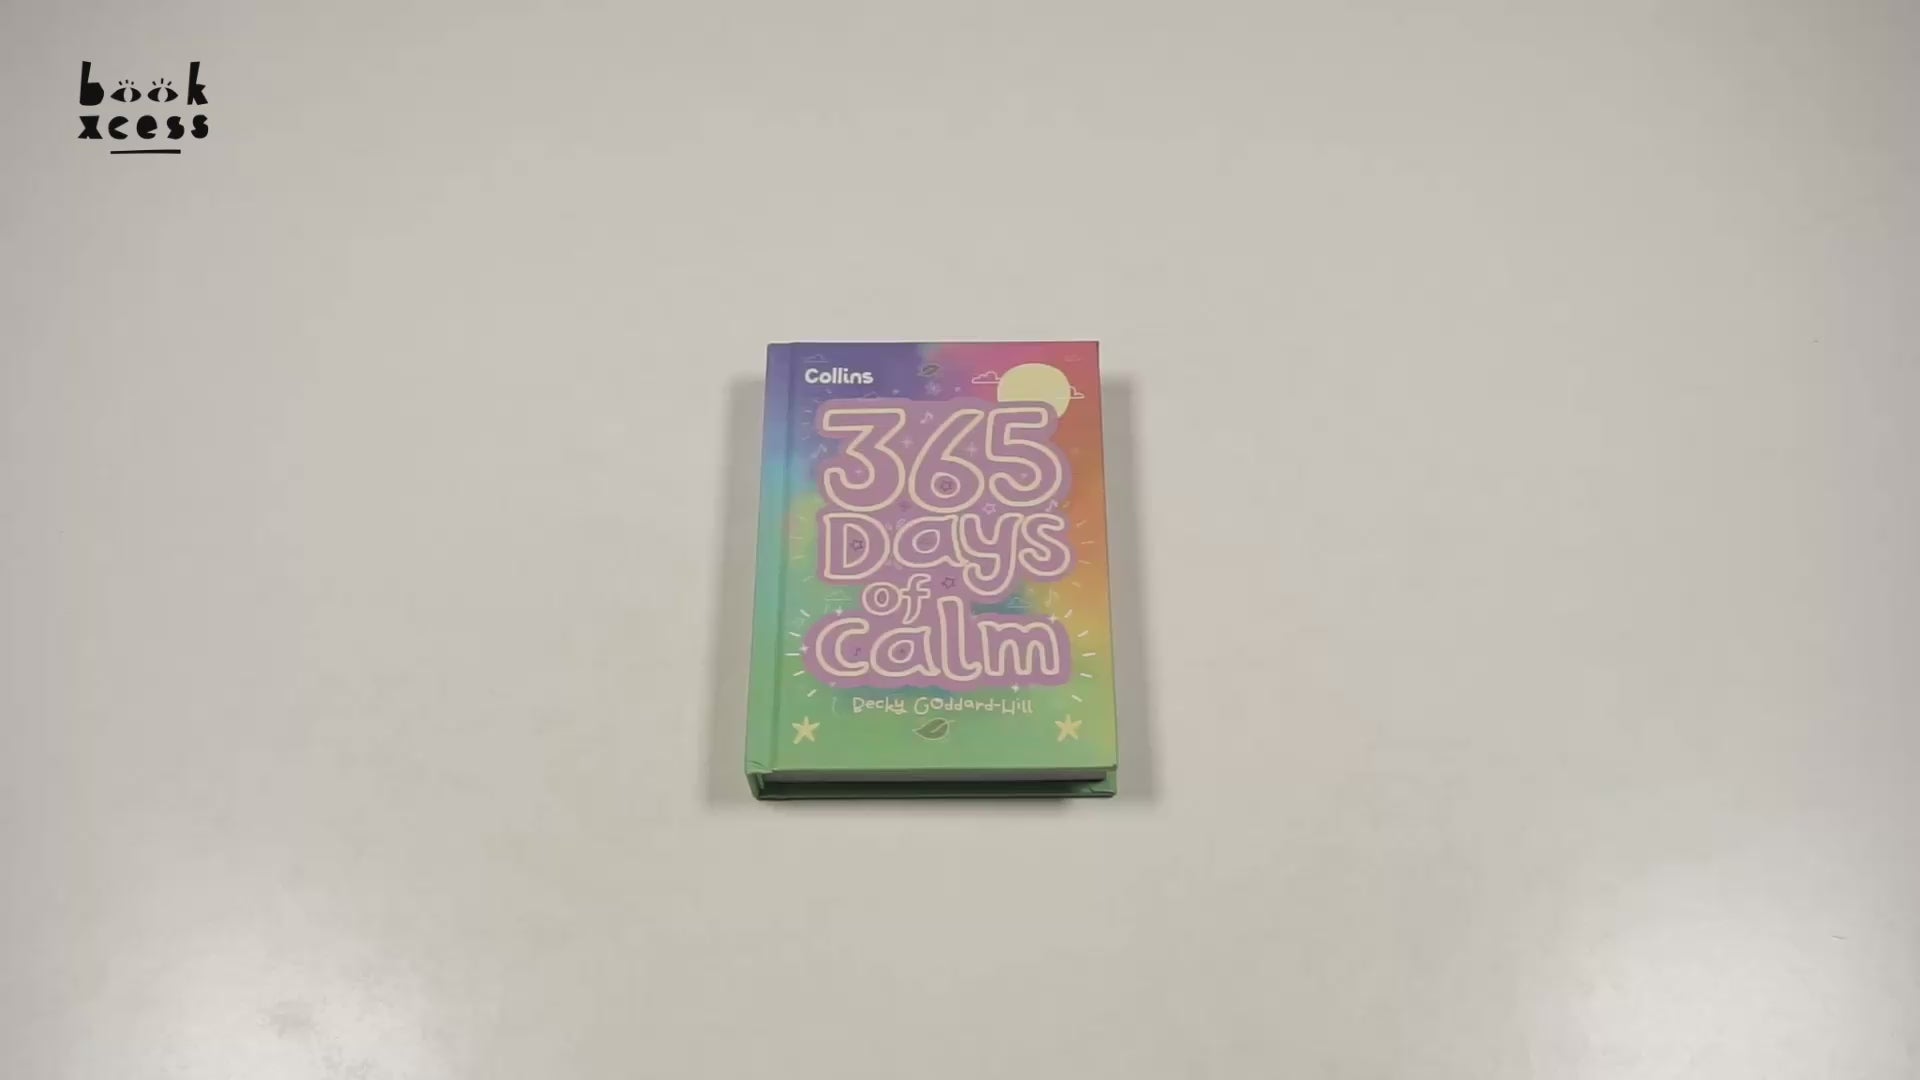 book
xcess
Collins
365
Days
of
calm
Becky Goddard-Hill